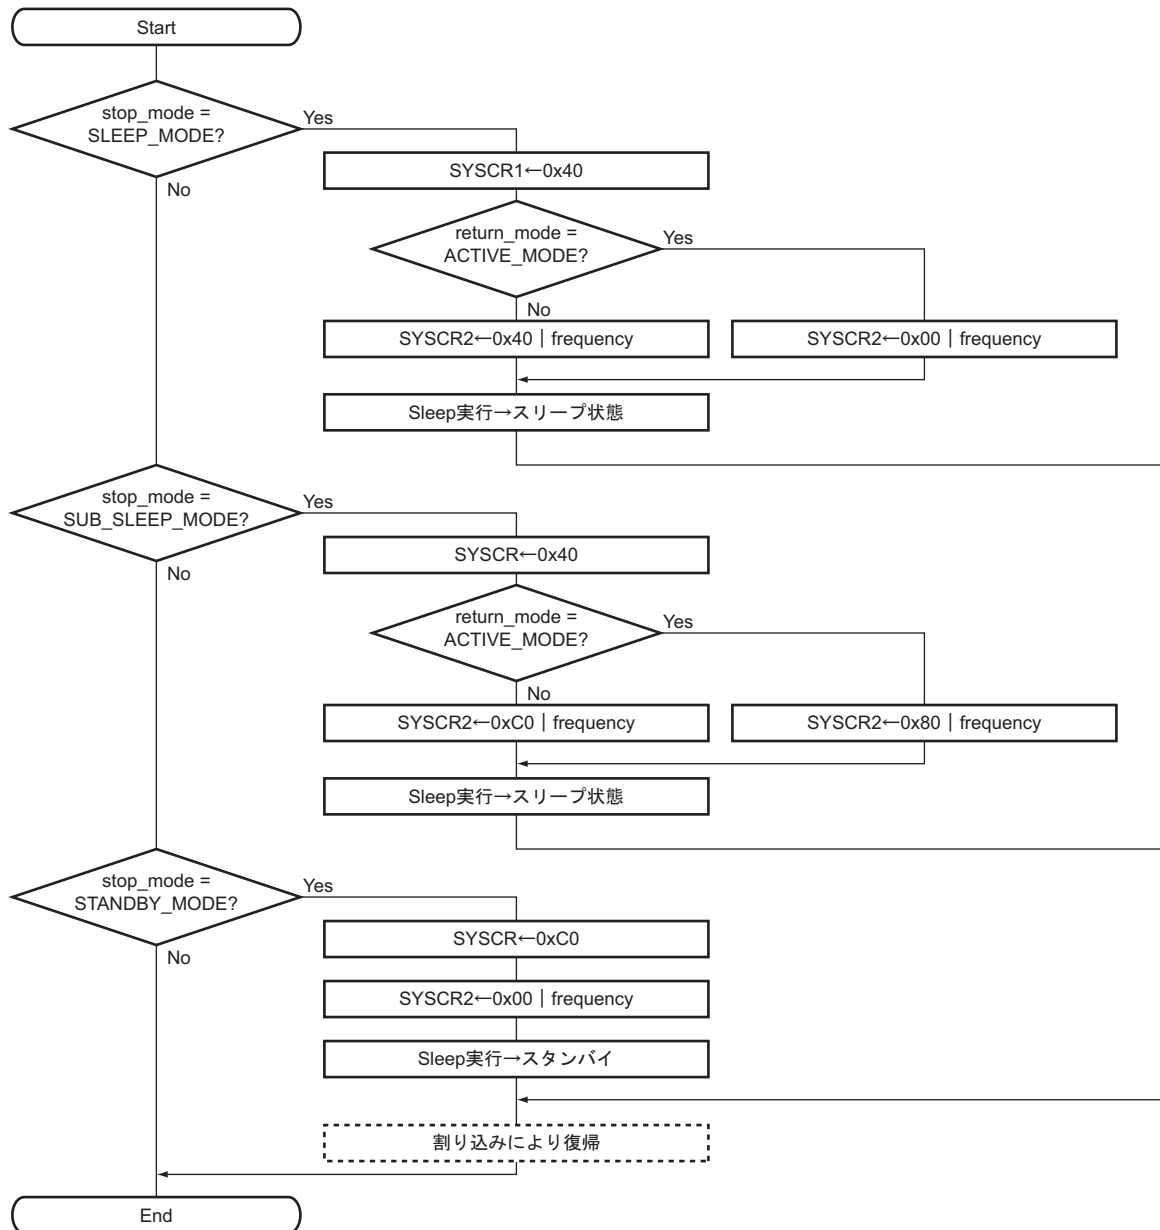 Start
stop_mode =
SLEEP_MODE?
Yes
No
SYSCR1←0x40
return_mode =
ACTIVE_MODE?
Yes
No
SYSCR2←0x40｜frequency
SYSCR2←0x00｜frequency
Sleep実行→スリープ状態
stop_mode =
SUB_SLEEP_MODE?
Yes
No
SYSCR←0x40
return_mode =
ACTIVE_MODE?
Yes
No
SYSCR2←0xC0｜frequency
SYSCR2←0x80｜frequency
Sleep実行→スリープ状態
stop_mode =
STANDBY_MODE?
Yes
No
SYSCR←0xC0
SYSCR2←0x00｜frequency
Sleep実行→スタンバイ
割り込みにより復帰
End